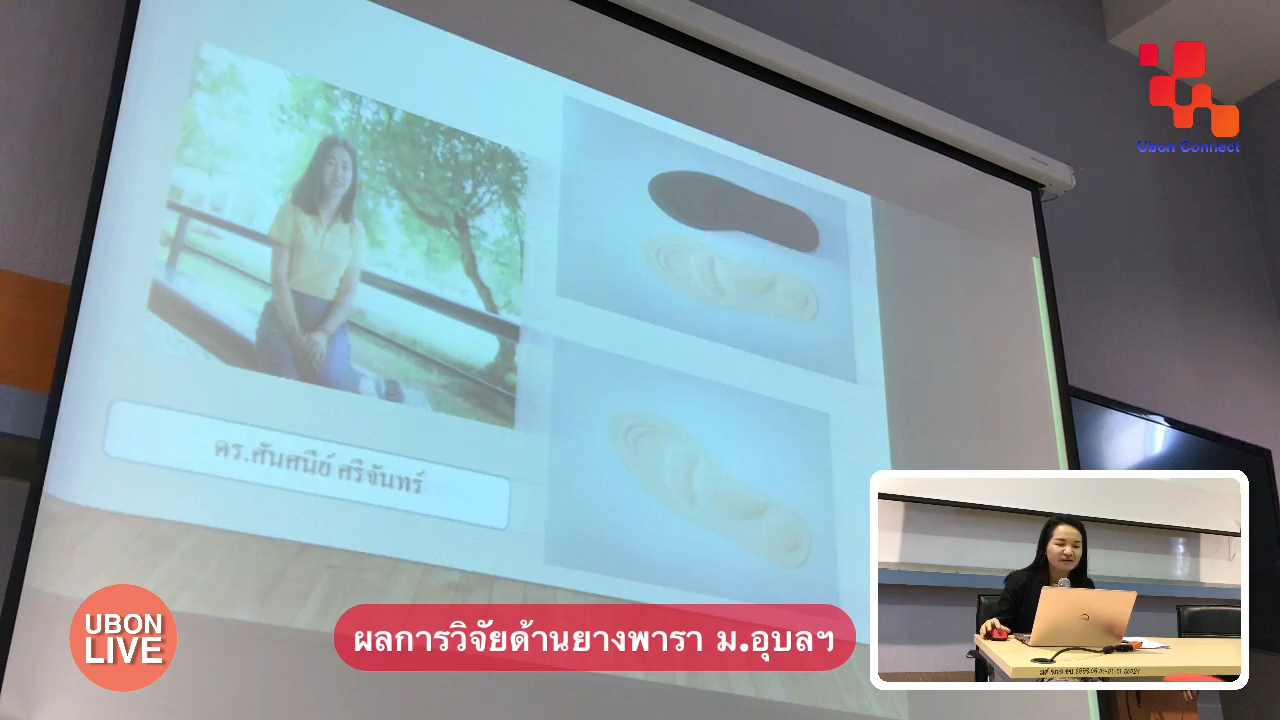 Ubon Connect
ดร.ศันศนีย์ ศรีจันทร์
UBON
LIVE
ผลการวิจัยด้านยางพารา ม.อุบลฯ